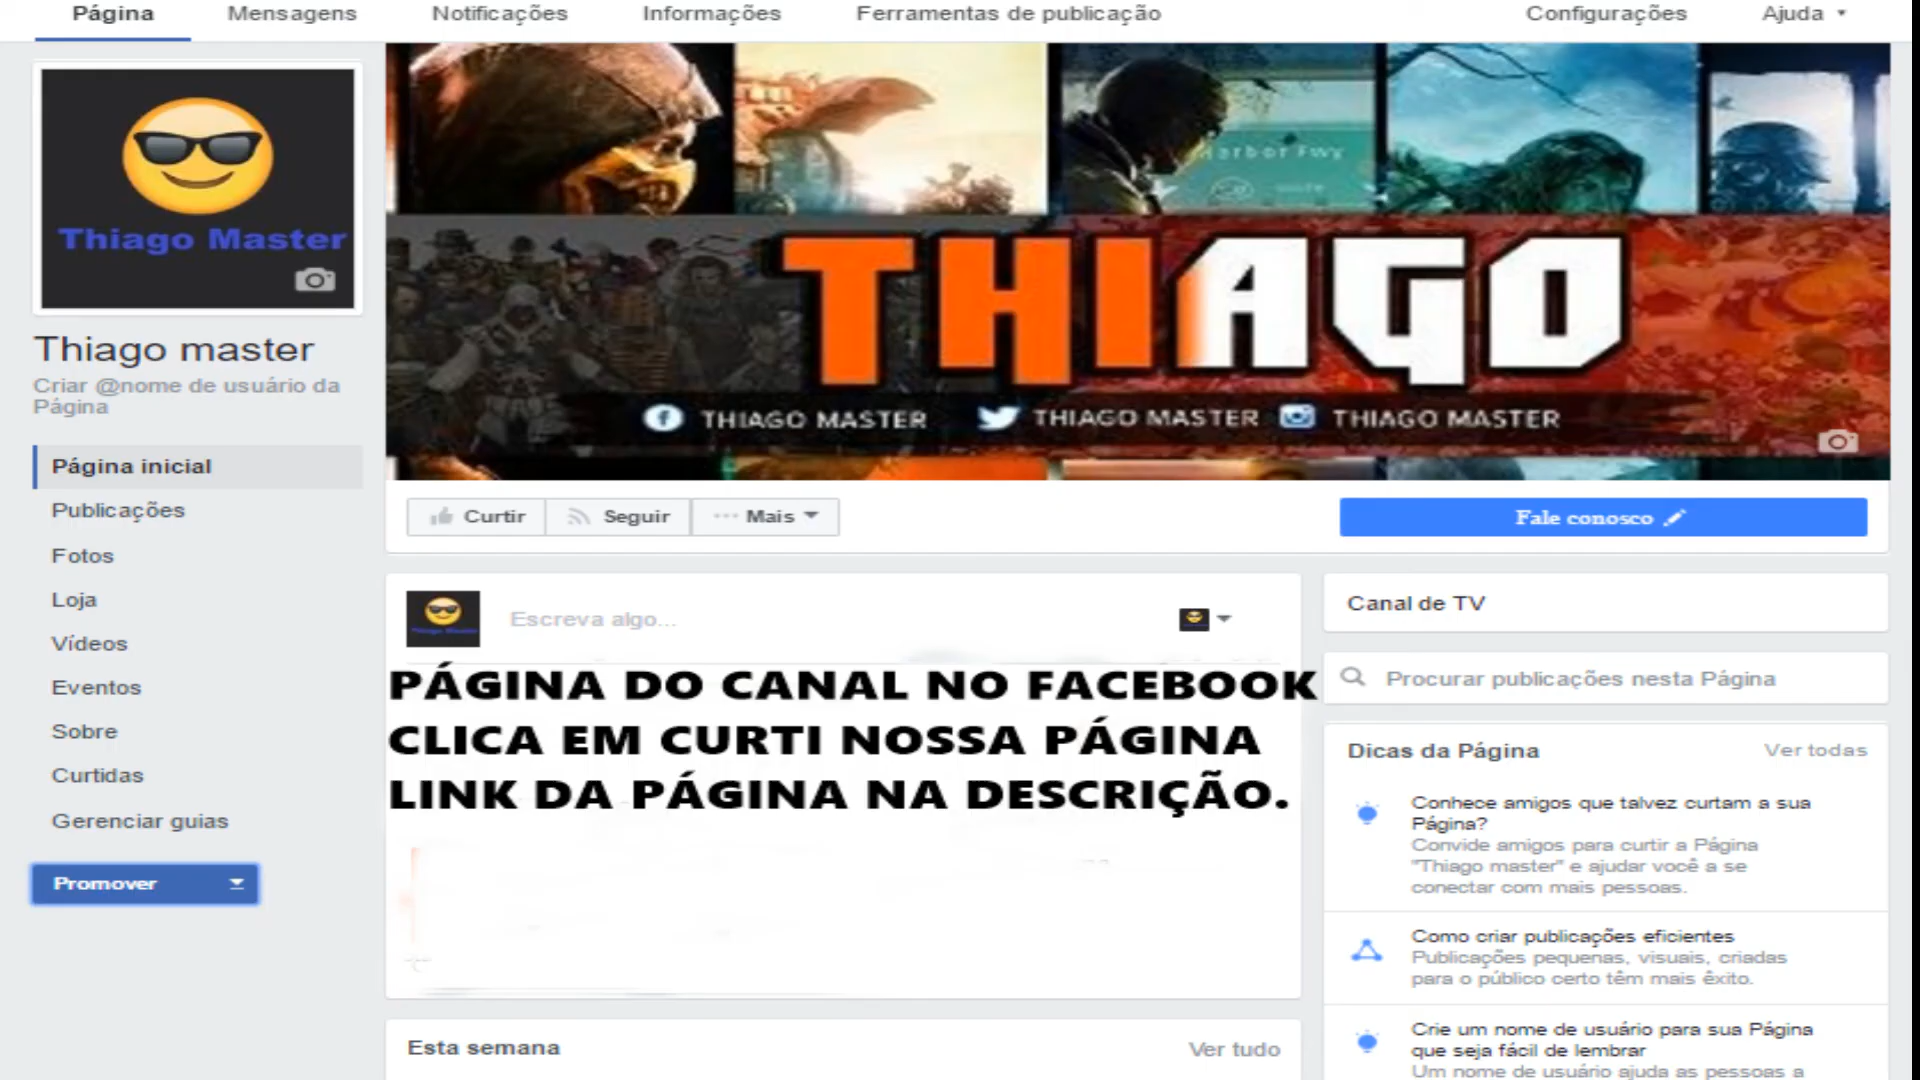 Página
Mensagens
Notificações
Informações
Ferramentas de publicação
Configurações
Ajuda
Thiago Master
Thiago master
Criar @nome de usuário da
Página
Página inicial
Publicações
Fotos
Loja
Vídeos
Eventos
Sobre
Curtidas
Gerenciar guias
Promover
Harbor Fwy
THIAGO
THIAGO MASTER
THIAGO MASTER
THIAGO MASTER
Curtir
Seguir
Mais
Fale conosco
Escreva algo...
PÁGINA DO CANAL NO FACEBOOK
CLICA EM CURTI NOSSA PÁGINA
LINK DA PÁGINA NA DESCRIÇÃO.
Esta semana
Ver tudo
Canal de TV
Procurar publicações nesta Página
Dicas da Página
Ver todas
Conhece amigos que talvez curtam a sua
Página?
Convide amigos para curtir a Página
"Thiago master" e ajudar você a se
conectar com mais pessoas.
Como criar publicações eficientes
Publicações pequenas, visuais, criadas
para o público certo têm mais êxito.
Crie um nome de usuário para sua Página
que seja fácil de lembrar
Um nome de usuário ajuda as pessoas a